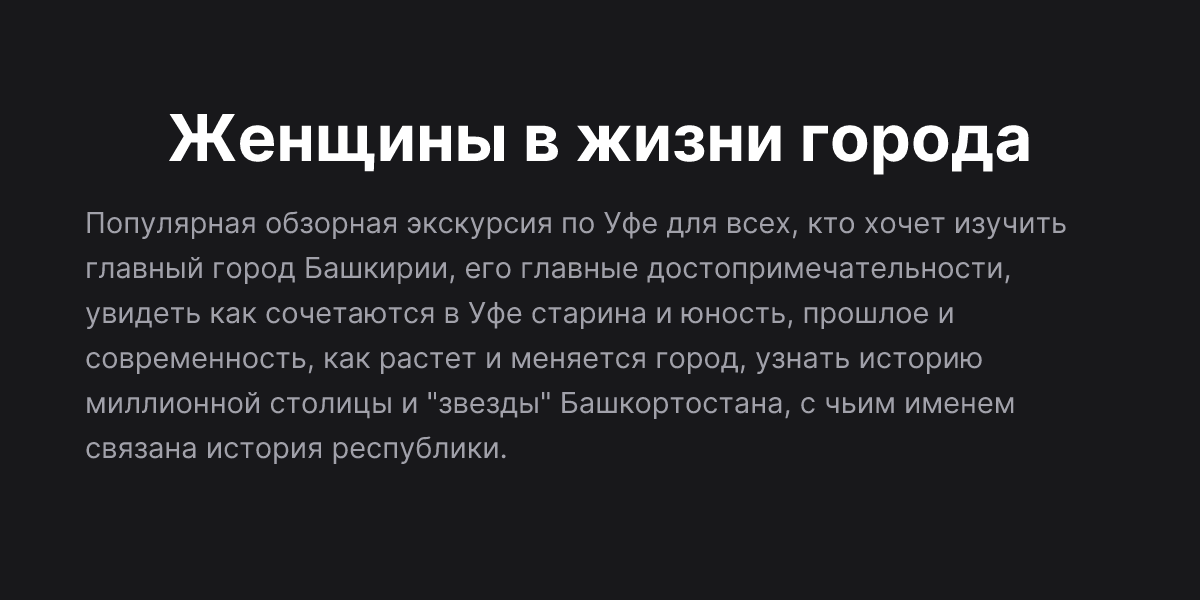 Женщины в жизни города
Популярная обзорная экскурсия по Уфе для всех, кто хочет изучить
главный город Башкирии, его главные достопримечательности,
увидеть как сочетаются в Уфе старина и юность, прошлое и
современность, как растет и меняется город, узнать историю
миллионной столицы и "звезды" Башкортостана, с чьим именем
связана история республики.